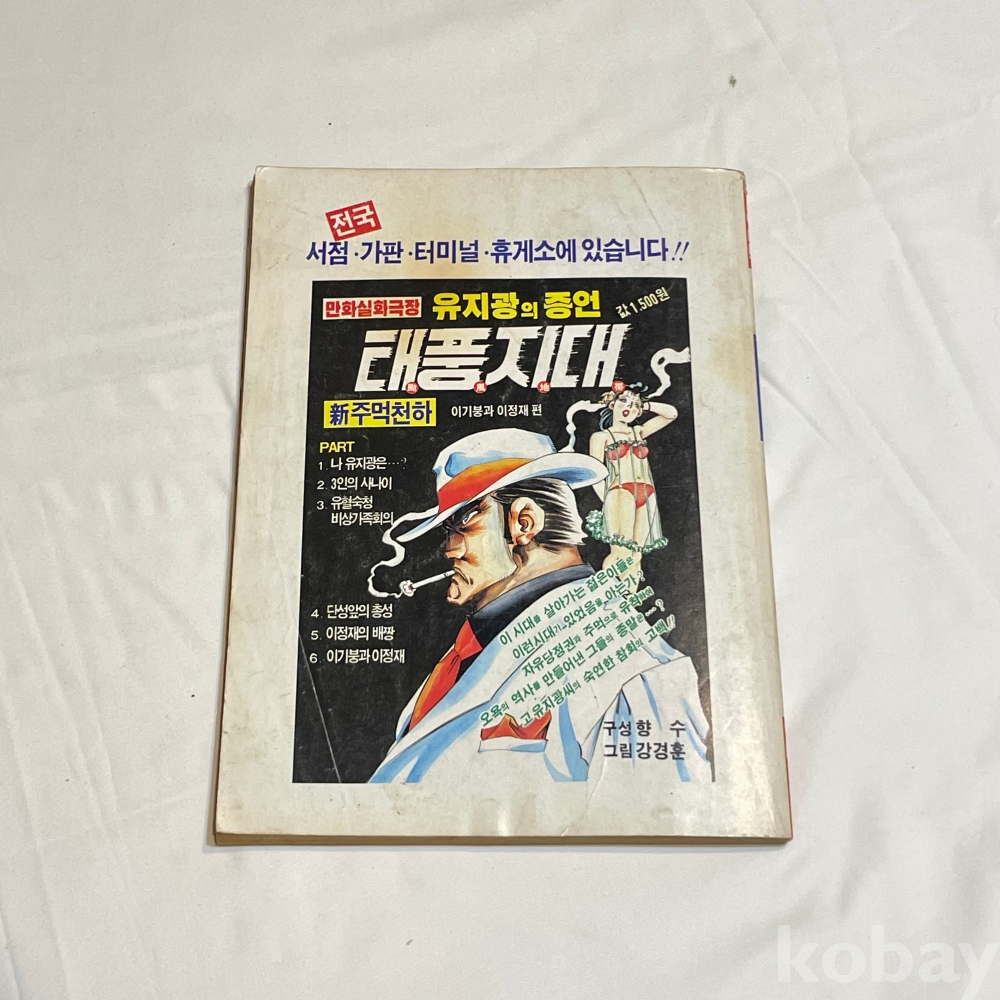 전국
서점·가판·터미널·휴게소에 있습니다!!
만화실화극장 유지광의 증언 값 1,500원
태풍지대
颱風地帶
新주먹천하 이기붕과 이정재 편
PART
1. 나 유지광은····?
2. 3인의 사나이
3. 유혈숙청
비상가족회의
4. 단성앞의 총성
5. 이정재의 배짱
6. 이기붕과 이정재
이 시대를 살아가는 젊은이들은
이런시대가 있었음을 아는가?
자유당정권과 주먹으로 유착하여
오욕의 역사를 만들어낸 그들의 종말은···?
고 유지광씨의 숙연한 참회의 고백!!
구성 향 수
그림 강경훈
kobay